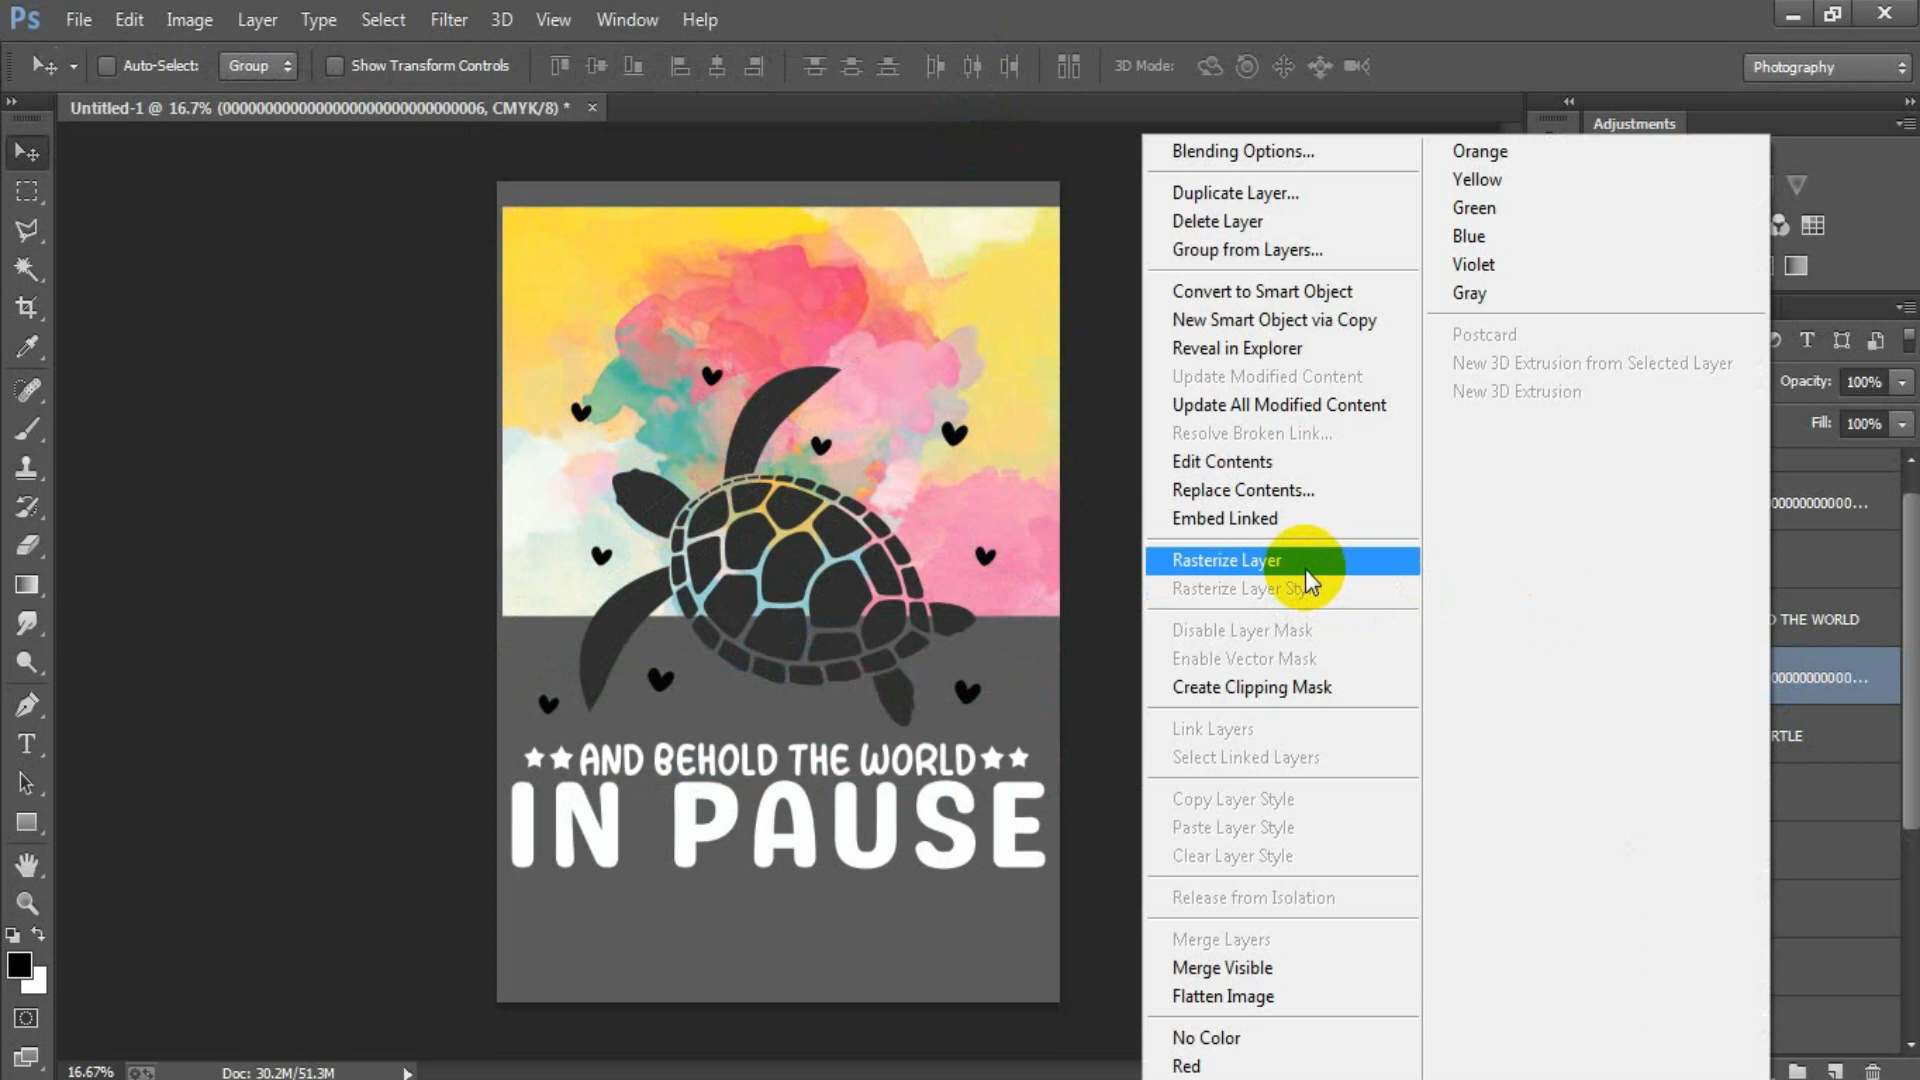 Ps File Edit Image Layer Type Select Filter 3D View Window Help
Auto-Select: Group Show Transform Controls 3D Mode: Photography
Untitled-1 @ 16.7% (00000000000000000000000000000006, CMYK/8) *
Adjustments
Blending Options...
Duplicate Layer...
Delete Layer
Group from Layers...
Convert to Smart Object
New Smart Object via Copy
Reveal in Explorer
Update Modified Content
Update All Modified Content
Resolve Broken Link...
Edit Contents
Replace Contents...
Embed Linked
Rasterize Layer
Rasterize Layer St
Disable Layer Mask
Enable Vector Mask
Create Clipping Mask
Link Layers
Select Linked Layers
Copy Layer Style
Paste Layer Style
Clear Layer Style
Release from Isolation
Merge Layers
Merge Visible
Flatten Image
No Color
Red
Orange
Yellow
Green
Blue
Violet
Gray
Postcard
New 3D Extrusion from Selected Layer
New 3D Extrusion
Opacity: 100%
Fill: 100%
0000000000...
D THE WORLD
0000000000...
RTLE
AND BEHOLD THE WORLD
IN PAUSE
16.67% Doc: 30.2M/51.3M